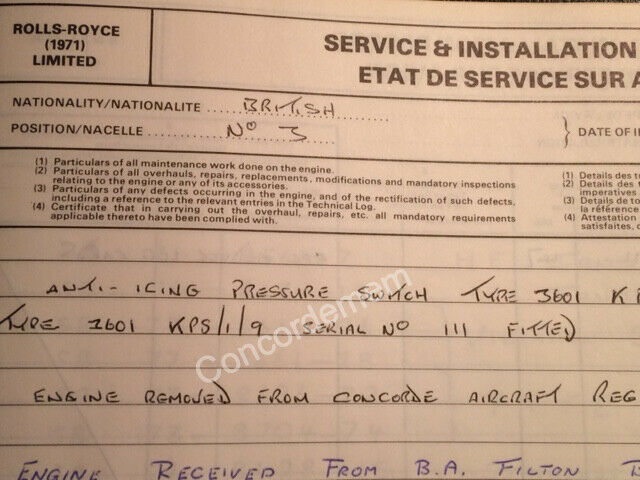 ROLLS-ROYCE
(1971)
LIMITED
SERVICE & INSTALLATION
ETAT DE SERVICE SUR A
NATIONALITY/NATIONALITE ... BRITISH
POSITION/NACELLE ... Nº 3
DATE OF I
(1) Particulars of all maintenance work done on the engine.
(2) Particulars of all overhauls, repairs, replacements, modifications and mandatory inspections
relating to the engine or any of its accessories.
(3) Particulars of any defects occurring in the engine, and of the rectification of such defects,
including a reference to the relevant entries in the Technical Log.
(4) Certificate that in carrying out the overhaul, repairs, etc. all mandatory requirements
applicable thereto have been complied with.
(1) Details des t
(2) Details des
imperatives
(3) Details de to
la référence
(4) Attestation
satisfaites,
ANTI-ICING PRESSURE SWITCH TYPE 3601 KP
TYPE 2601 KPS/1/9 SERIAL NO 111 FITTED
ENGINE REMOVED FROM CONCORDE AIRCRAFT REG
ENGINE RECEIVED FROM B.A. FILTON
Concordemem